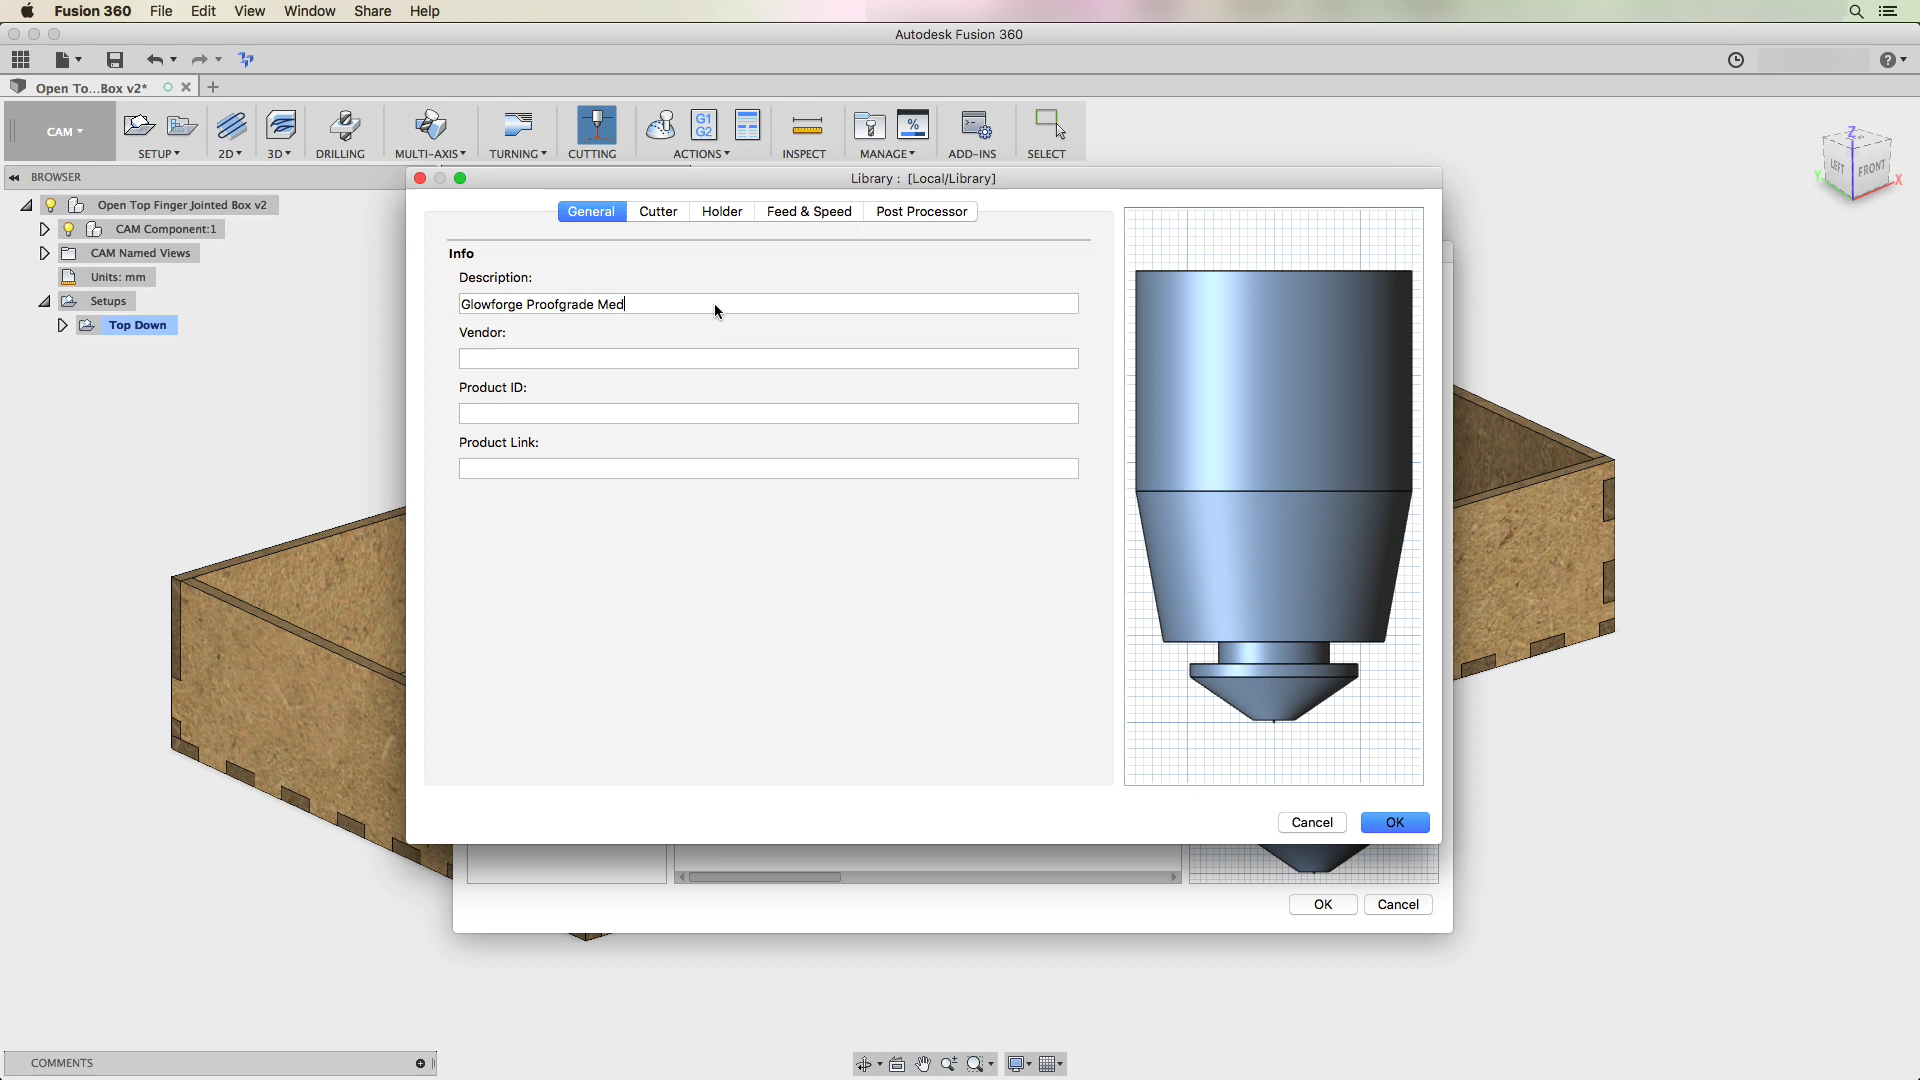 Fusion 360 File Edit View Window Share Help
Autodesk Fusion 360
Open To...Box v2*
CAM
G1
G2
%
SETUP 2D 3D DRILLING MULTI-AXIS TURNING CUTTING ACTIONS INSPECT MANAGE ADD-INS SELECT
Z
LEFT FRONT
Y X
BROWSER
Library : [Local/Library]
Open Top Finger Jointed Box v2
CAM Component:1
CAM Named Views
Units: mm
Setups
Top Down
General Cutter Holder Feed & Speed Post Processor
Info
Description:
Glowforge Proofgrade Med
Vendor:
Product ID:
Product Link:
Cancel OK
OK Cancel
COMMENTS